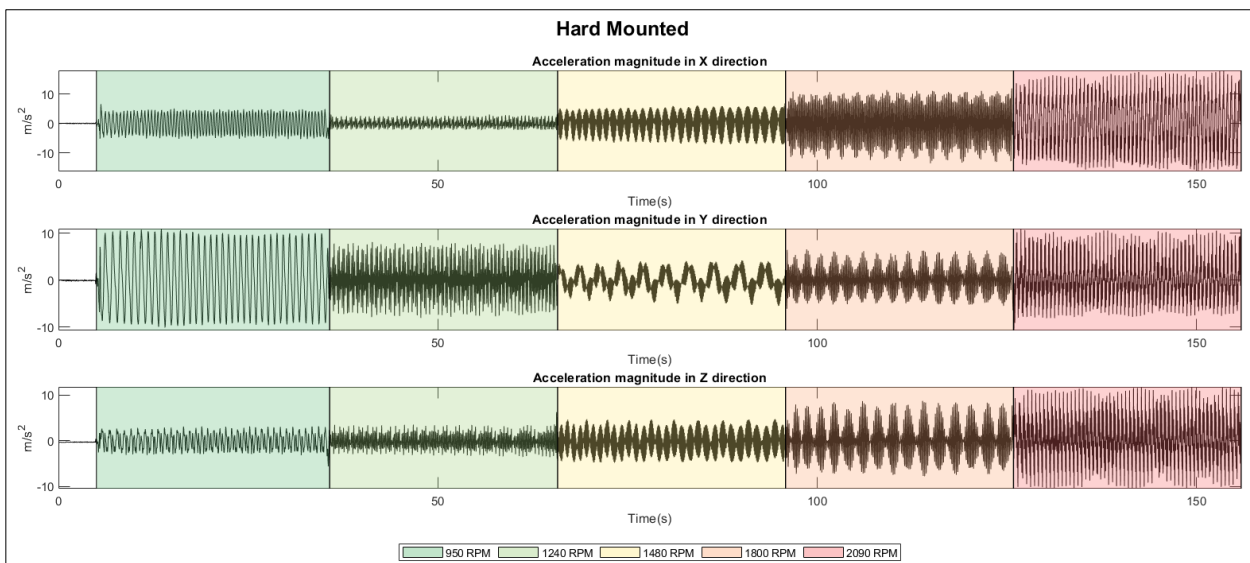 Hard Mounted
Acceleration magnitude in X direction
10
0
-10
m/s²
0 50 100 150
Time(s)
Acceleration magnitude in Y direction
10
0
-10
m/s²
0 50 100 150
Time(s)
Acceleration magnitude in Z direction
10
0
-10
m/s²
0 50 100 150
Time(s)
950 RPM 1240 RPM 1480 RPM 1800 RPM 2090 RPM